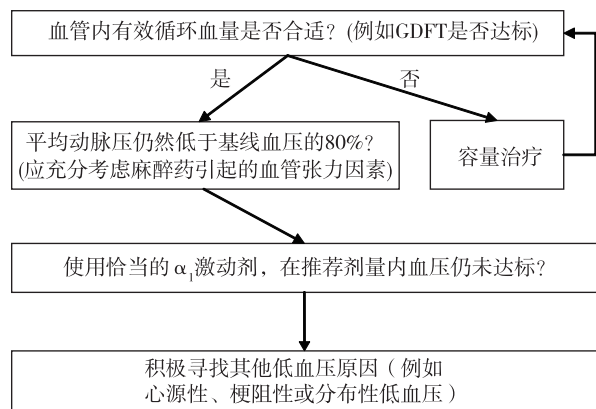 血管内有效循环血量是否合适？(例如GDFT是否达标)
是
否
平均动脉压仍然低于基线血压的80%？
(应充分考虑麻醉药引起的血管张力因素)
容量治疗
使用恰当的 α1激动剂，在推荐剂量内血压仍未达标？
积极寻找其他低血压原因（例如
心源性、梗阻性或分布性低血压）